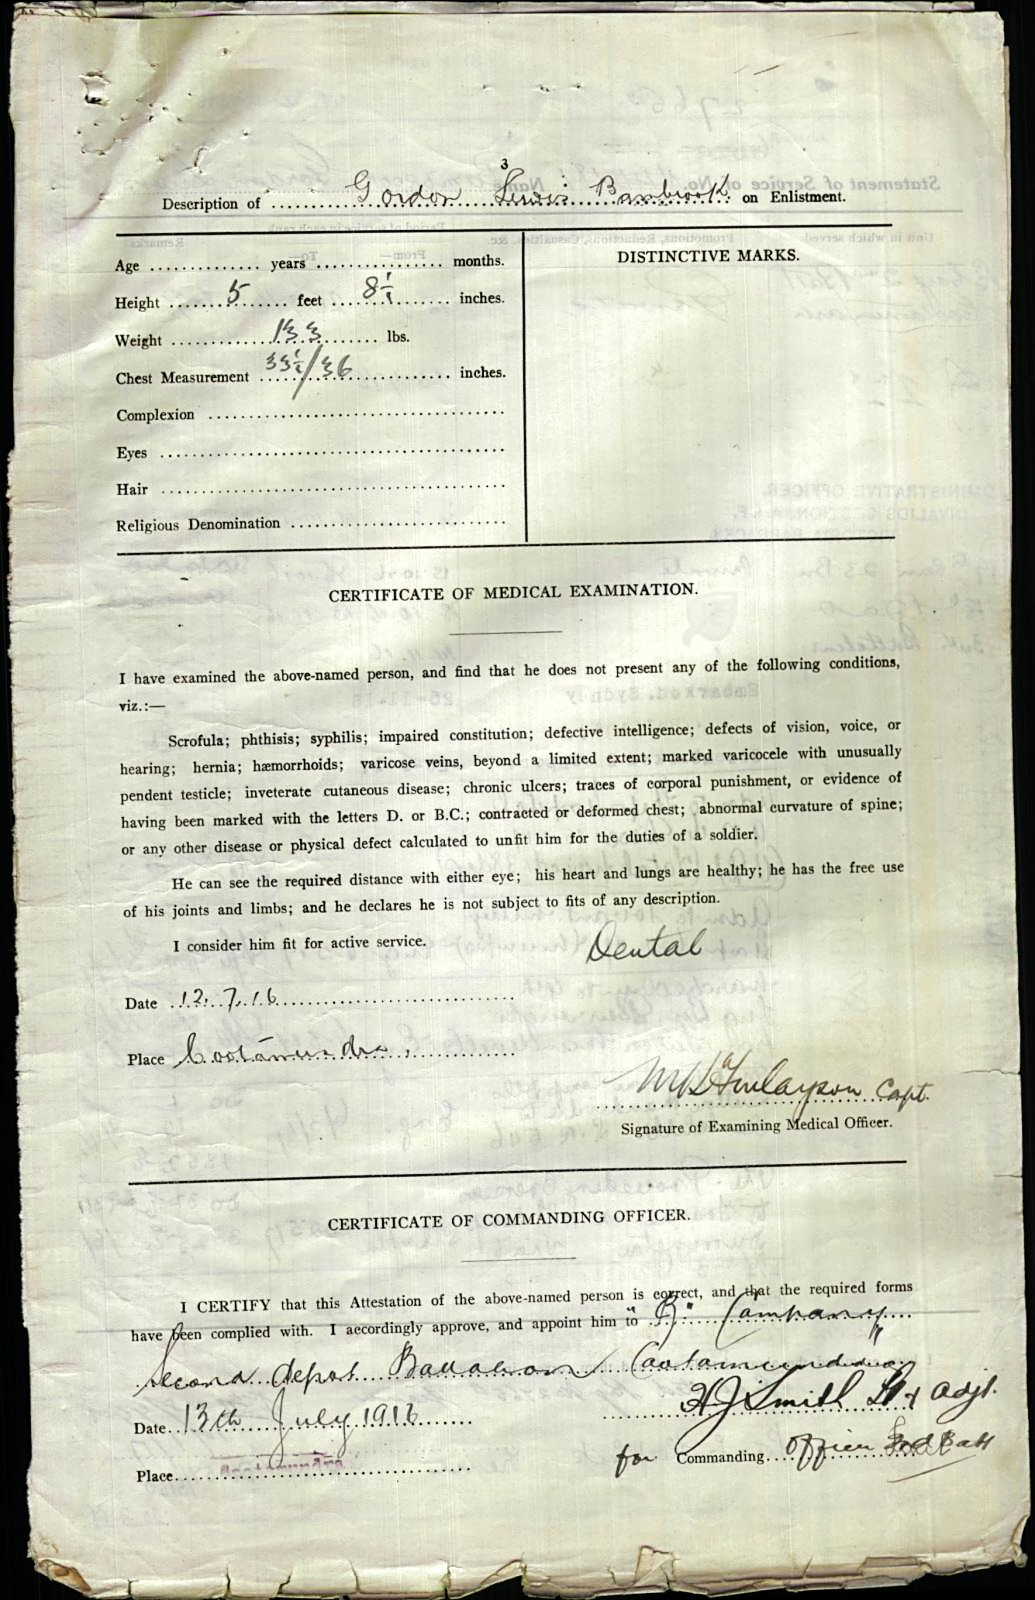 3
Description of Gordon Lewis Bambrook on Enlistment.
Age ............... years ............... months.
Height 5 feet 8½ inches.
Weight 133 lbs.
Chest Measurement 33½/36 inches.
Complexion
Eyes
Hair
Religious Denomination
DISTINCTIVE MARKS.
CERTIFICATE OF MEDICAL EXAMINATION.
I have examined the above-named person, and find that he does not present any of the following conditions,
viz.:—
Scrofula; phthisis; syphilis; impaired constitution; defective intelligence; defects of vision, voice, or
hearing; hernia; hæmorrhoids; varicose veins, beyond a limited extent; marked varicocele with unusually
pendent testicle; inveterate cutaneous disease; chronic ulcers; traces of corporal punishment, or evidence of
having been marked with the letters D. or B.C.; contracted or deformed chest; abnormal curvature of spine;
or any other disease or physical defect calculated to unfit him for the duties of a soldier.
He can see the required distance with either eye; his heart and lungs are healthy; he has the free use
of his joints and limbs; and he declares he is not subject to fits of any description.
I consider him fit for active service.
Dental
Date 12.7.16
Place Cootamundra
Finlayson Capt.
Signature of Examining Medical Officer.
CERTIFICATE OF COMMANDING OFFICER.
I CERTIFY that this Attestation of the above-named person is correct, and that the required forms
have been complied with. I accordingly approve, and appoint him to "B" Company
Second depot Battalion Cootamundra
Date 13th July 1916
HJ Smith Lt & Adjt.
Place Cootamundra
for Commanding Officer 2nd Batt